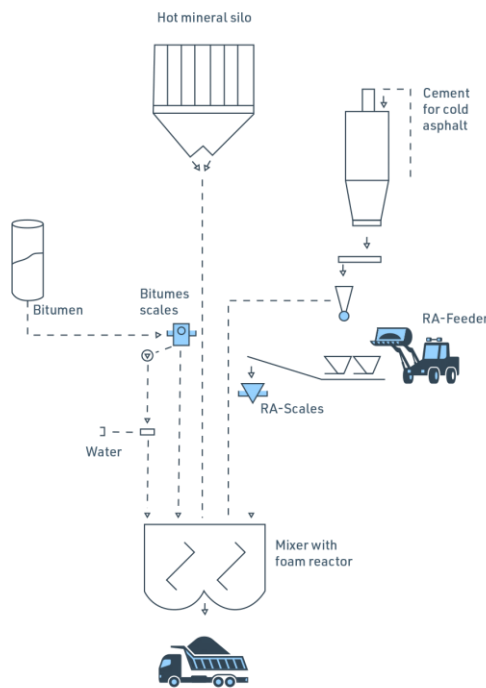 Hot mineral silo
Cement
for cold
asphalt
Bitumen
Bitumes
scales
RA-Feeder
RA-Scales
Water
Mixer with
foam reactor